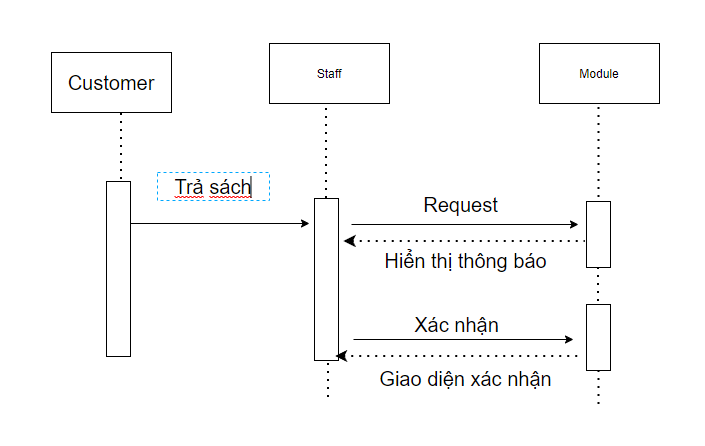 Customer
Staff
Module
Trả sách
Request
Hiển thị thông báo
Xác nhận
Giao diện xác nhận